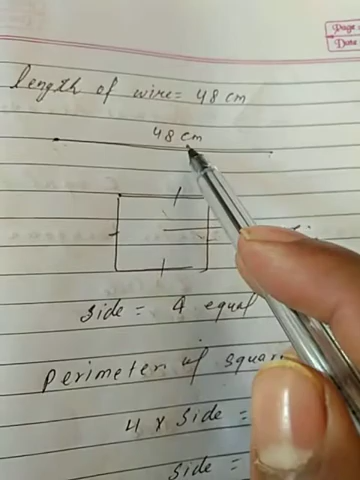 Page
Date
length of wire = 48 cm
48 cm
side = 4 equal
Perimeter of squar
4 x side =
side =